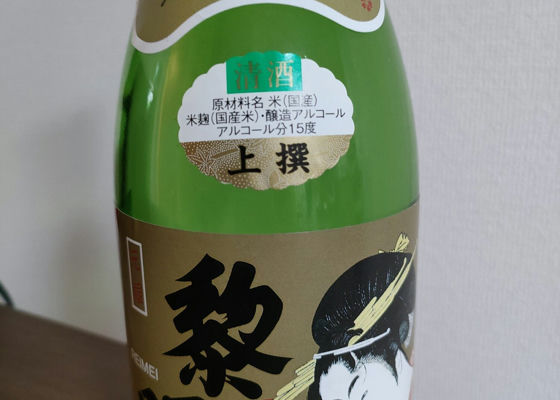 清酒
原材料名 米(国産)
米麹(国産米)・醸造アルコール
アルコール分15度
上撰
黎
REIMEI